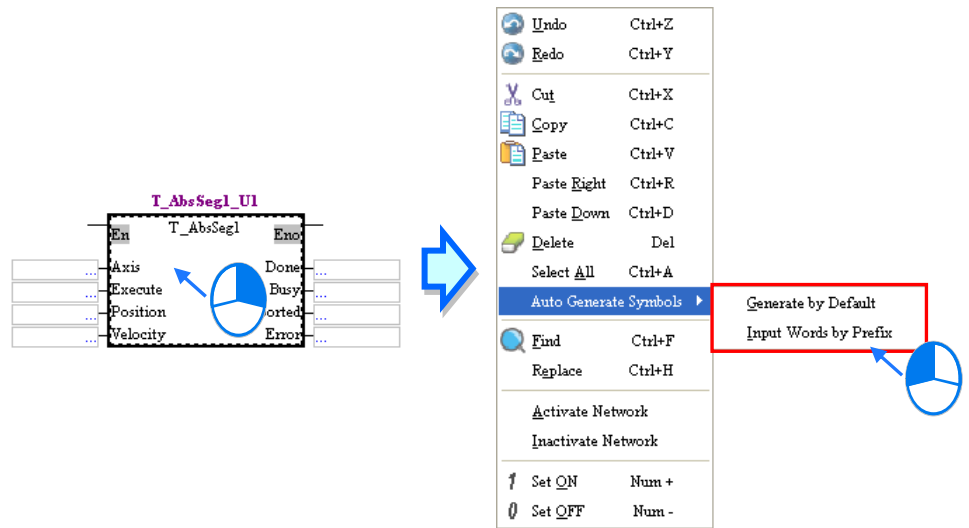 T_AbsSeg1_U1
T_AbsSeg1
En Eno
... Axis Done ...
... Execute Busy ...
... Position orted ...
... Velocity Error ...
Undo Ctrl+Z
Redo Ctrl+Y
Cut Ctrl+X
Copy Ctrl+C
Paste Ctrl+V
Paste Right Ctrl+R
Paste Down Ctrl+D
Delete Del
Select All Ctrl+A
Auto Generate Symbols
Generate by Default
Input Words by Prefix
Find Ctrl+F
Replace Ctrl+H
Activate Network
Inactivate Network
1 Set ON Num +
0 Set OFF Num -